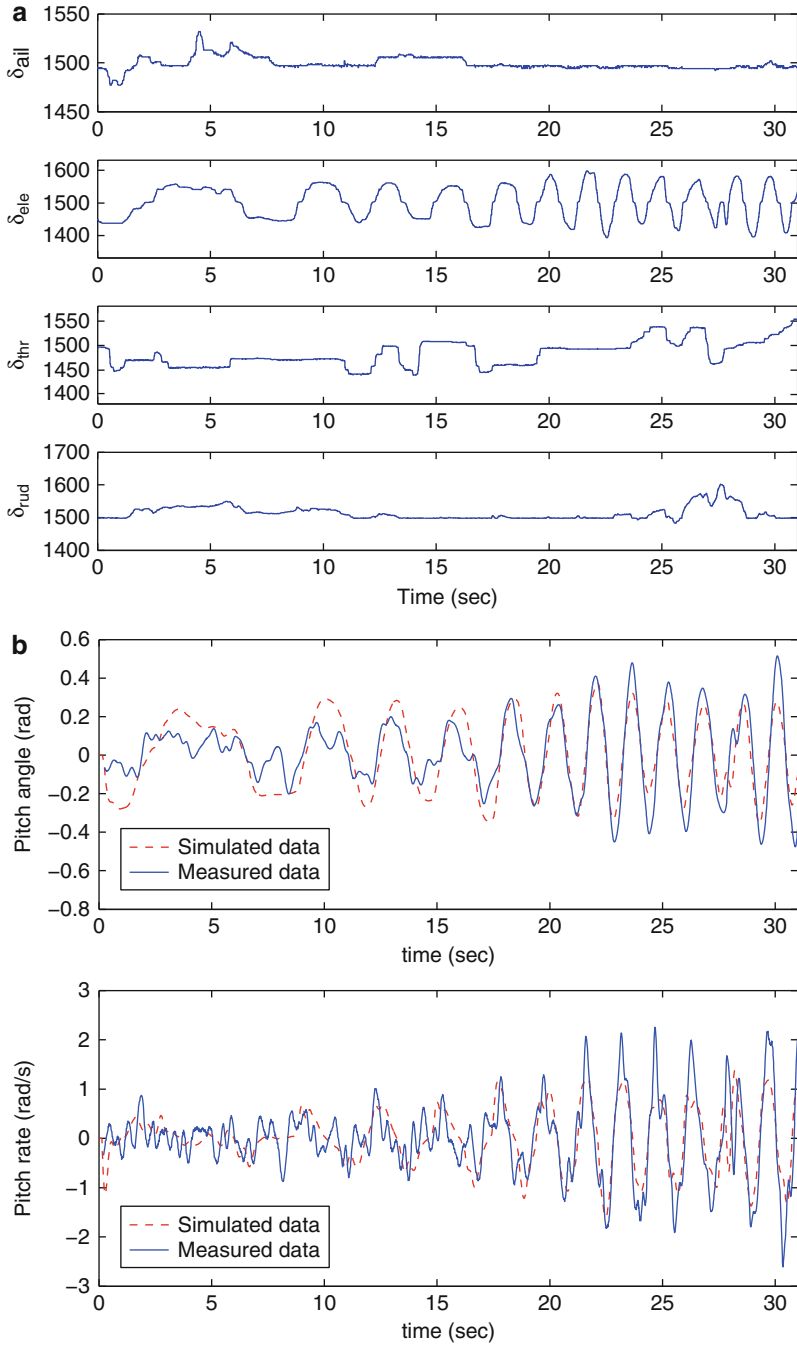 a
1550
1500
1450
δail
0 5 10 15 20 25 30
1600
1500
1400
δele
0 5 10 15 20 25 30
1550
1500
1450
1400
δthr
0 5 10 15 20 25 30
1700
1600
1500
1400
δrud
0 5 10 15 20 25 30
Time (sec)
b
0.6
0.4
0.2
0
−0.2
−0.4
−0.6
−0.8
Pitch angle (rad)
Simulated data
Measured data
0 5 10 15 20 25 30
time (sec)
3
2
1
0
−1
−2
−3
Pitch rate (rad/s)
Simulated data
Measured data
0 5 10 15 20 25 30
time (sec)